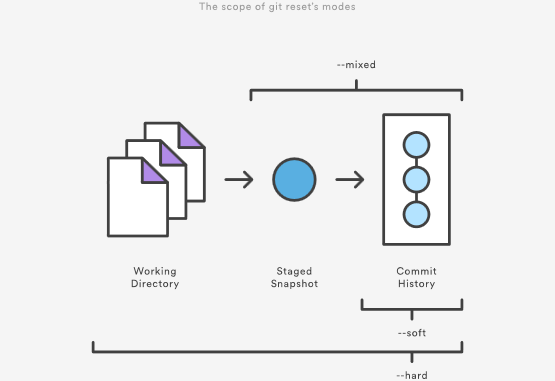 The scope of git reset's modes
--mixed
Working
Directory
Staged
Snapshot
Commit
History
--soft
--hard